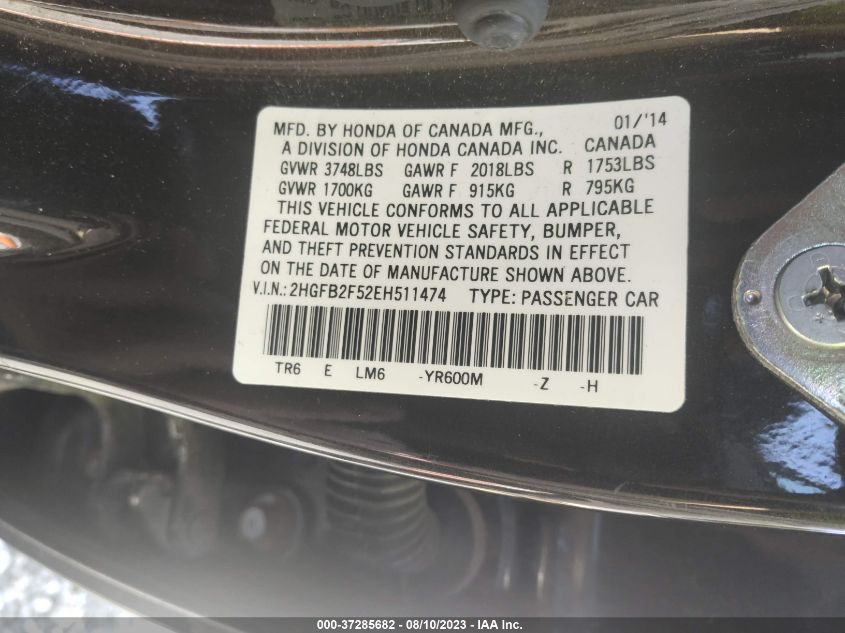 MFD. BY HONDA OF CANADA MFG., 01/'14
A DIVISION OF HONDA CANADA INC. CANADA
GVWR 3748LBS GAWR F 2018LBS R 1753LBS
GVWR 1700KG GAWR F 915KG R 795KG
THIS VEHICLE CONFORMS TO ALL APPLICABLE
FEDERAL MOTOR VEHICLE SAFETY, BUMPER,
AND THEFT PREVENTION STANDARDS IN EFFECT
ON THE DATE OF MANUFACTURE SHOWN ABOVE.
V.I.N.:2HGFB2F52EH511474 TYPE: PASSENGER CAR
TR6 E LM6 -YR600M -Z -H
000-37285682 - 08/10/2023 - IAA Inc.